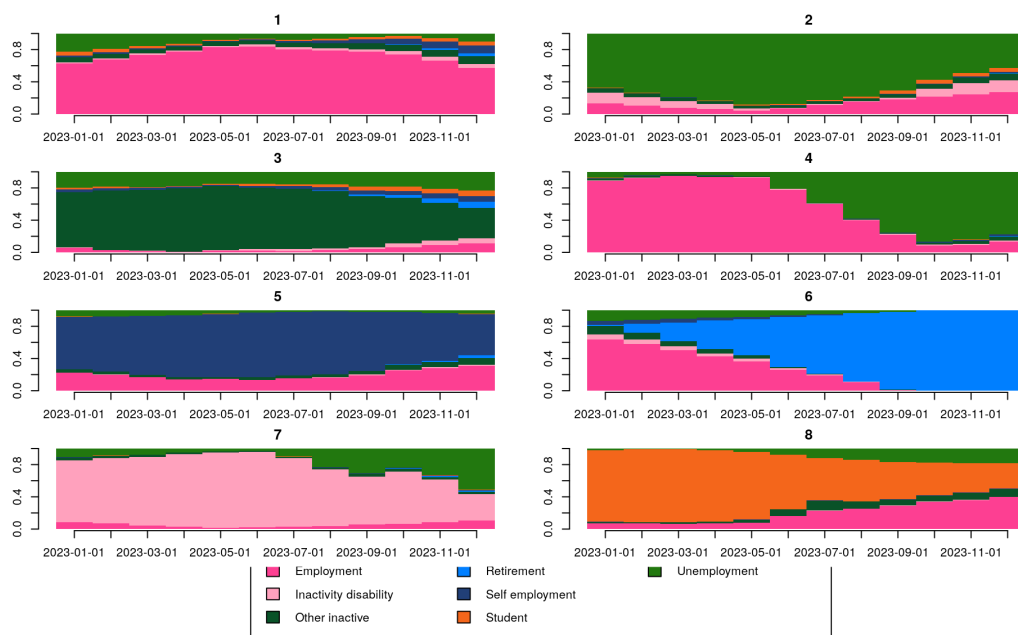 1
0.0 0.4 0.8
2023-01-01 2023-03-01 2023-05-01 2023-07-01 2023-09-01 2023-11-01
2
0.0 0.4 0.8
2023-01-01 2023-03-01 2023-05-01 2023-07-01 2023-09-01 2023-11-01
3
0.0 0.4 0.8
2023-01-01 2023-03-01 2023-05-01 2023-07-01 2023-09-01 2023-11-01
4
0.0 0.4 0.8
2023-01-01 2023-03-01 2023-05-01 2023-07-01 2023-09-01 2023-11-01
5
0.0 0.4 0.8
2023-01-01 2023-03-01 2023-05-01 2023-07-01 2023-09-01 2023-11-01
6
0.0 0.4 0.8
2023-01-01 2023-03-01 2023-05-01 2023-07-01 2023-09-01 2023-11-01
7
0.0 0.4 0.8
2023-01-01 2023-03-01 2023-05-01 2023-07-01 2023-09-01 2023-11-01
8
0.0 0.4 0.8
2023-01-01 2023-03-01 2023-05-01 2023-07-01 2023-09-01 2023-11-01
Employment
Inactivity disability
Other inactive
Retirement
Self employment
Student
Unemployment